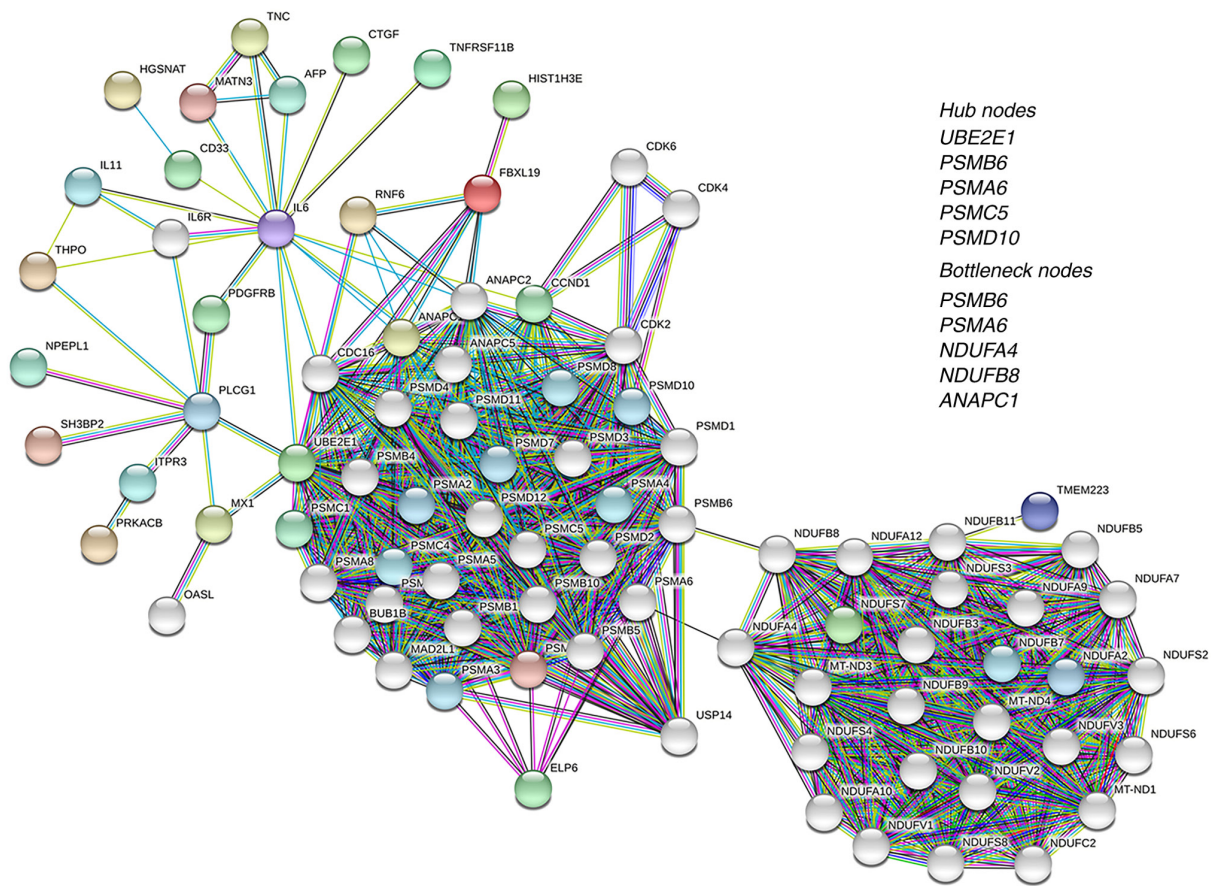 TNC
CTGF
TNFRSF11B
HGSNAT
MATN3
AFP
HIST1H3E
CD33
CDK6
IL11
FBXL19
CDK4
RNF6
IL6
IL6R
THPO
PDGFRB
ANAPC2
CCND1
ANAPC
CDK2
NPEPL1
CDC16
ANAPC5
PSMD8
PSMD10
PLCG1
PSMD4
PSMD11
SH3BP2
UBE2E1
PSMD7
PSMD3
PSMD1
ITPR3
PSMB4
PSMA2
PSMD12
PSMA4
MX1
PSMC1
PSMB6
PRKACB
PSMC5
PSMD2
PSMC4
PSMA8
PSMA5
OASL
PSM
PSMB10
PSMA6
BUB1B
PSMB1
PSMB5
MAD2L1
PSM
PSMA3
USP14
ELP6
TMEM223
NDUFB8
NDUFA12
NDUFB11
NDUFB5
NDUFS3
NDUFA9
NDUFA7
NDUFS7
NDUFA4
NDUFB3
NDUFB7
NDUFA2
NDUFS2
MT-ND3
NDUFB9
MT-ND4
NDUFV3
NDUFS6
NDUFS4
NDUFB10
NDUFV2
MT-ND1
NDUFA10
NDUFV1
NDUFS8
NDUFC2
Hub nodes
UBE2E1
PSMB6
PSMA6
PSMC5
PSMD10
Bottleneck nodes
PSMB6
PSMA6
NDUFA4
NDUFB8
ANAPC1